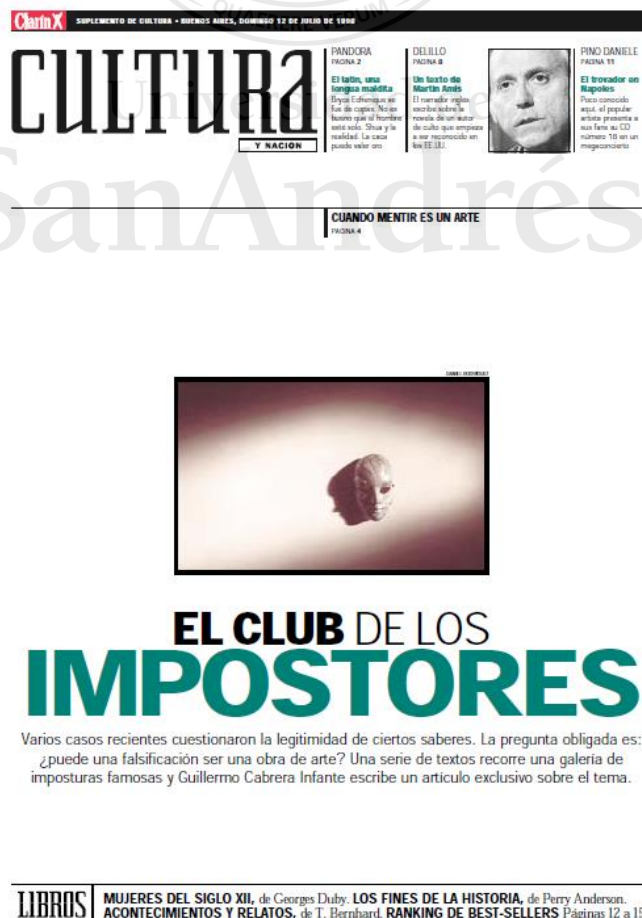 Clarín X SUPLEMENTO DE CULTURA • BUENOS AIRES, DOMINGO 12 DE JULIO DE 1998
QUAERERE VERUM
Universidad de
SanAndrés
CULTURA
Y NACION
PANDORA
PAGINA 2
El latín, una
lengua maldita
Bryce Echenique se
fue de copas. No es
bueno que el hombre
esté solo. Shua y la
realidad. La caca
puede valer oro
DELILLO
PAGINA 8
Un texto de
Martin Amis
El narrador inglés
escribe sobre la
novela de un autor
de culto que empieza
a ser reconocido en
los EE.UU.
PINO DANIELE
PAGINA 11
El trovador en
Napoles
Poco conocido
aquí, el popular
artista presenta a
sus fans su CD
número 18 en un
megaconcierto
CUANDO MENTIR ES UN ARTE
PAGINA 4
EL CLUB DE LOS
IMPOSTORES
Varios casos recientes cuestionaron la legitimidad de ciertos saberes. La pregunta obligada es:
¿puede una falsificación ser una obra de arte? Una serie de textos recorre una galería de
imposturas famosas y Guillermo Cabrera Infante escribe un artículo exclusivo sobre el tema.
LIBROS
MUJERES DEL SIGLO XII, de Georges Duby. LOS FINES DE LA HISTORIA, de Perry Anderson.
ACONTECIMIENTOS Y RELATOS, de T. Bernhard. RANKING DE BEST-SELLERS Páginas 12 a